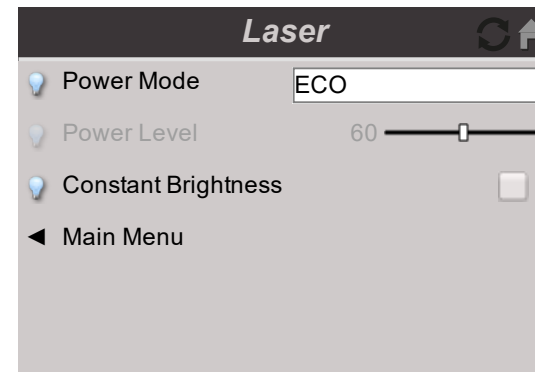 Laser
Power Mode ECO
Power Level 60
Constant Brightness
Main Menu